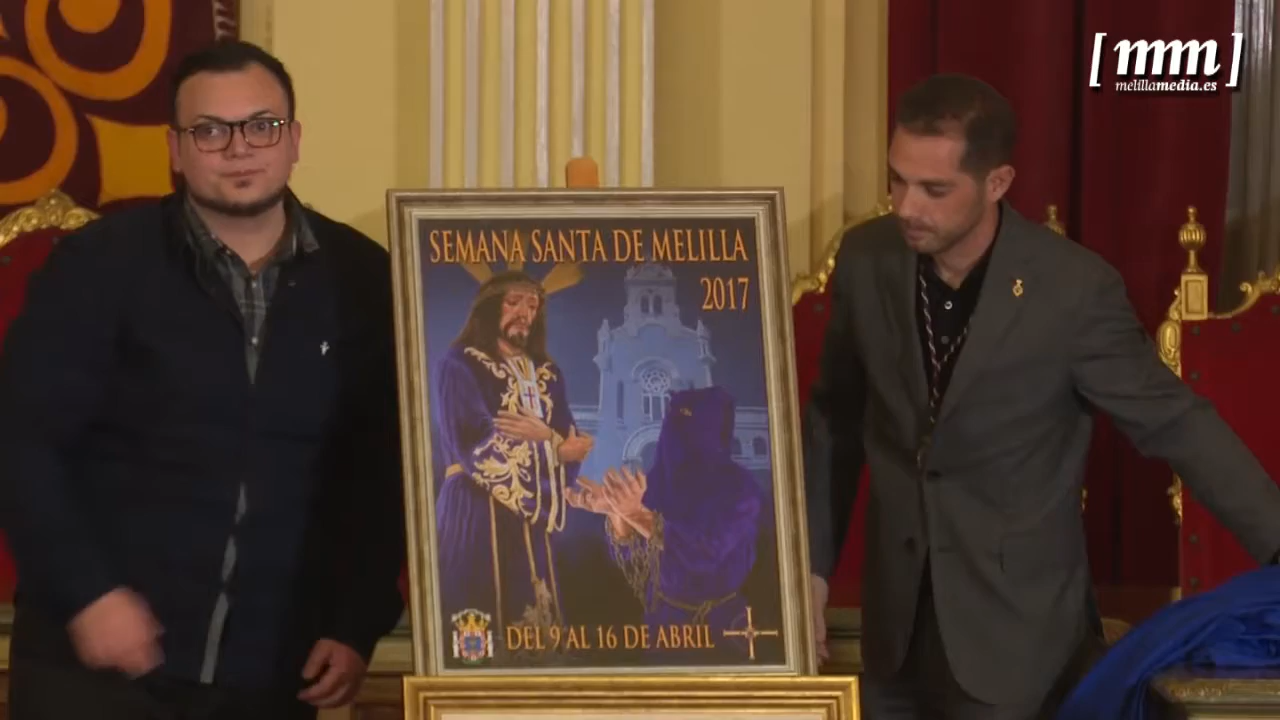 [ mm ]
melillamedia.es
SEMANA SANTA DE MELILLA
2017
DEL 9 AL 16 DE ABRIL